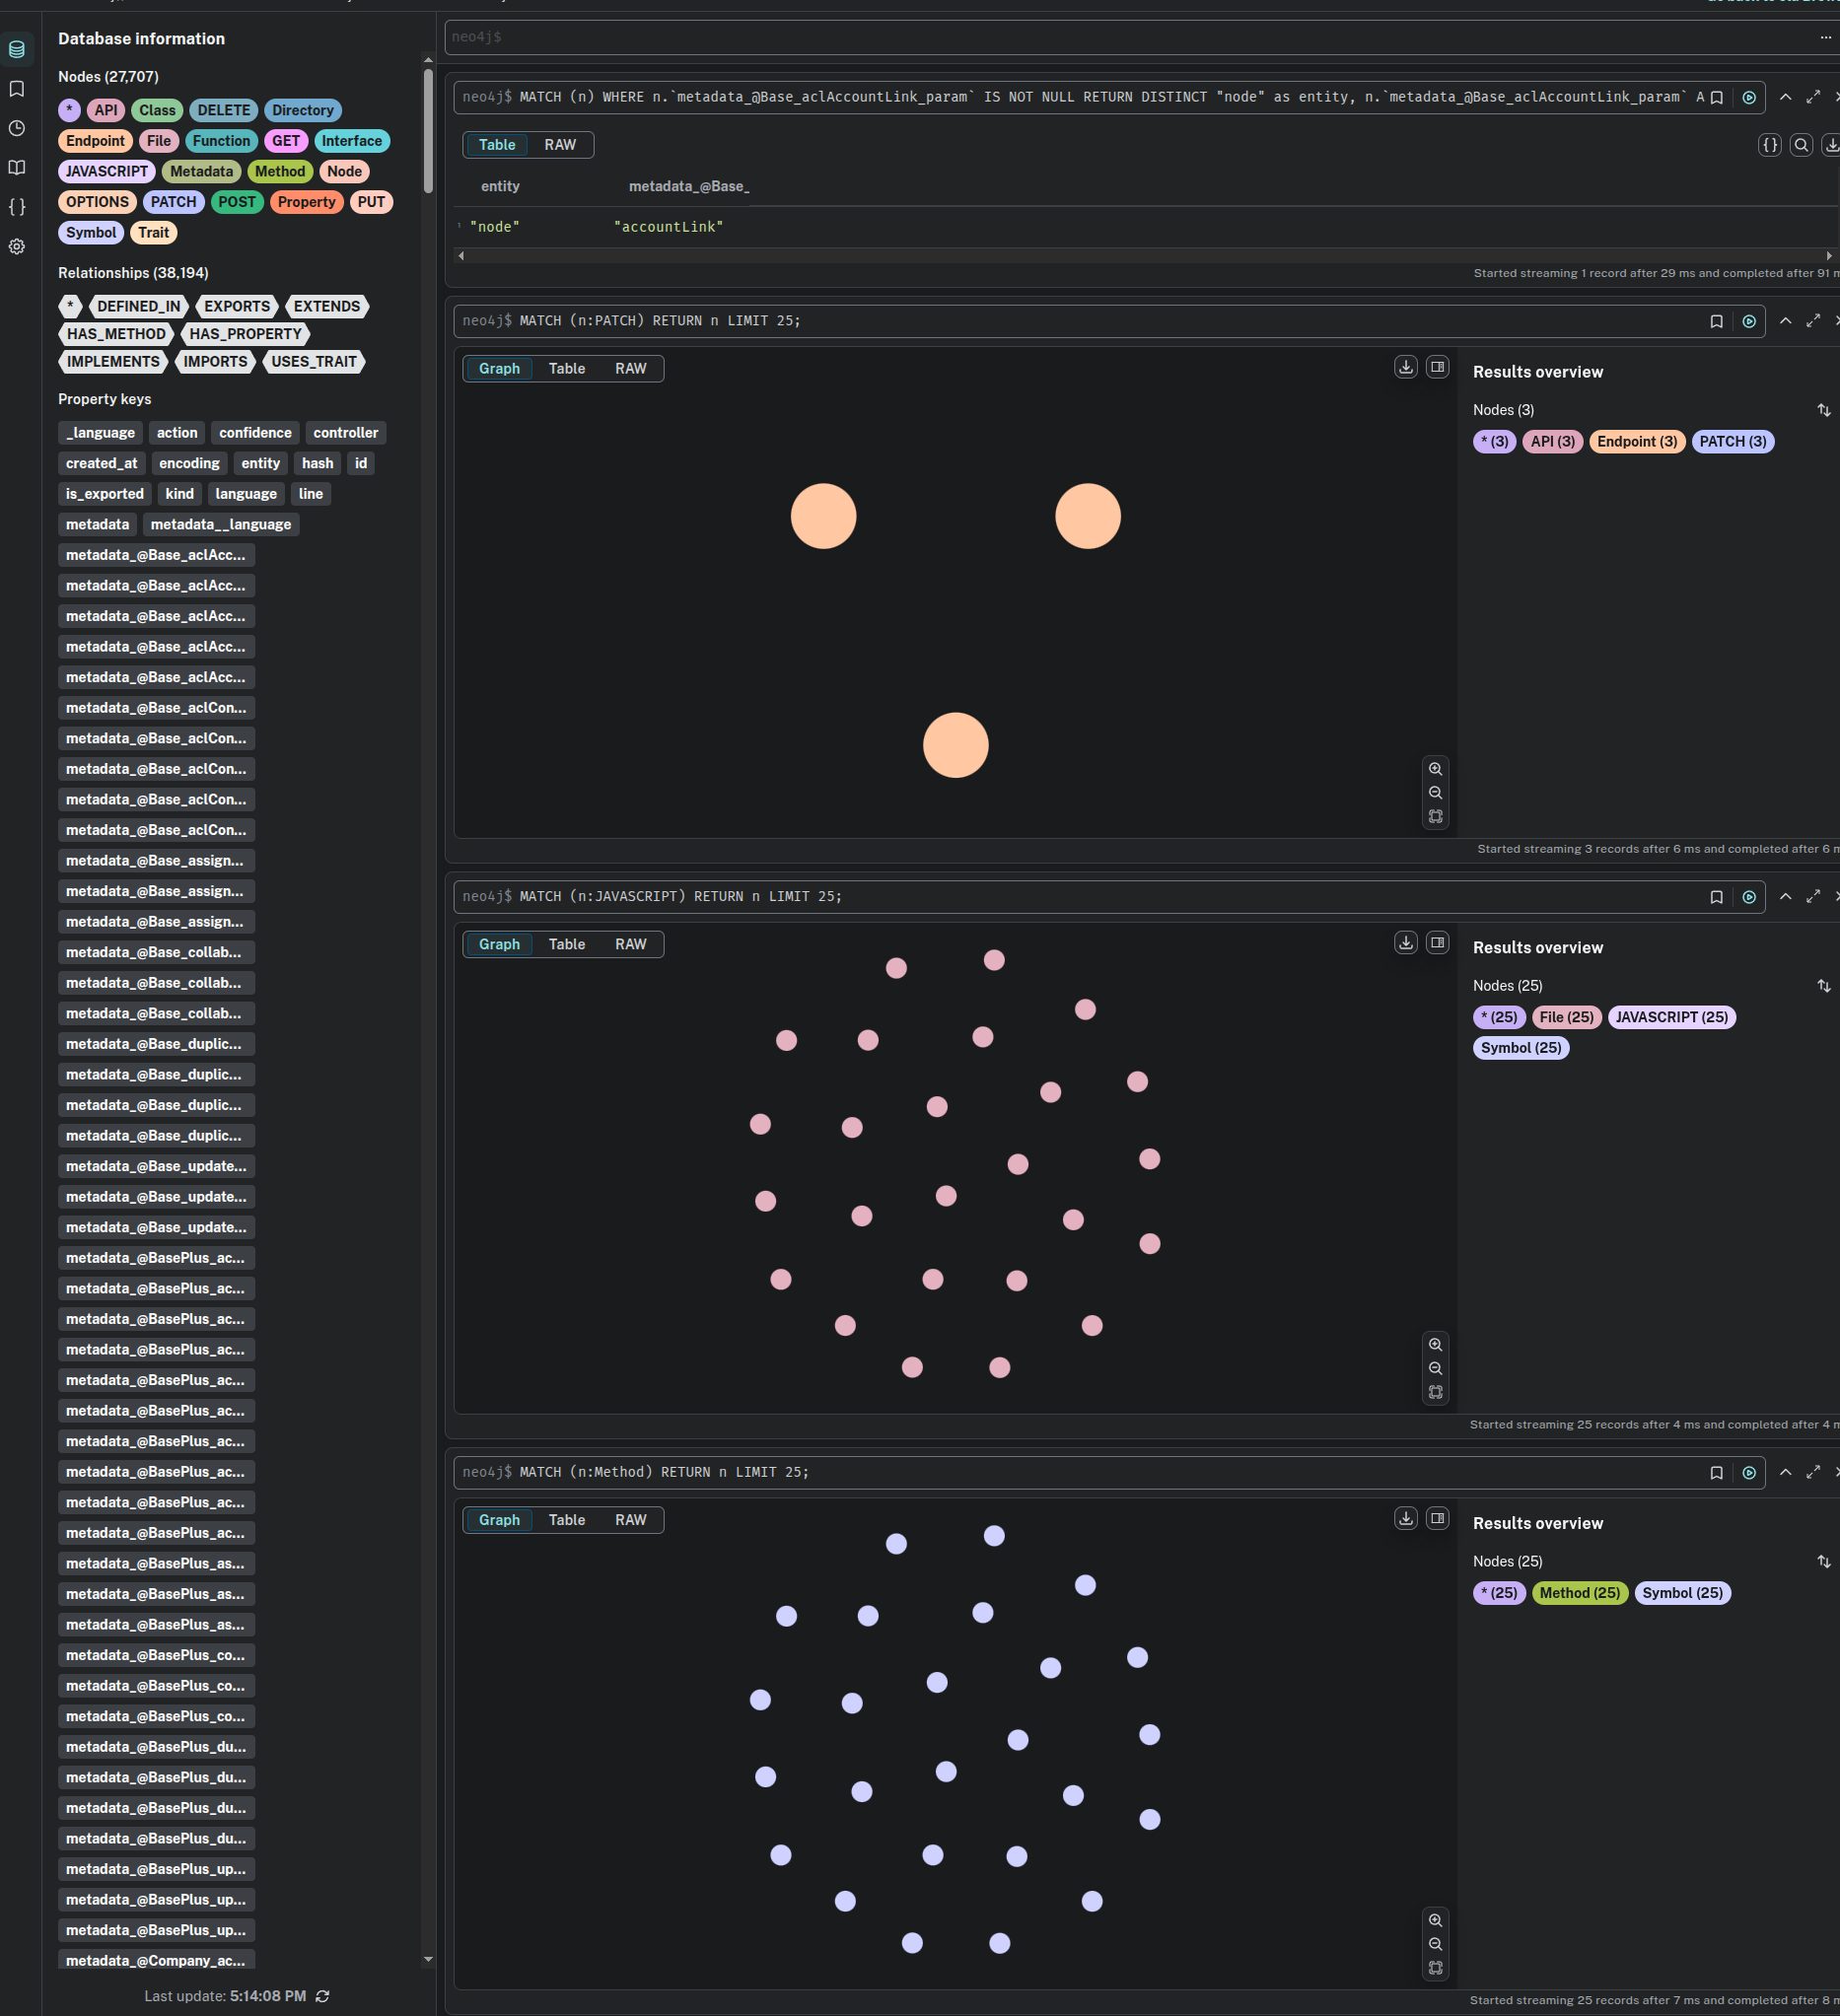 Database information
Nodes (27,707)
* API Class DELETE Directory
Endpoint File Function GET Interface
JAVASCRIPT Metadata Method Node
OPTIONS PATCH POST Property PUT
Symbol Trait
Relationships (38,194)
* DEFINED_IN EXPORTS EXTENDS
HAS_METHOD HAS_PROPERTY
IMPLEMENTS IMPORTS USES_TRAIT
Property keys
_language action confidence controller
created_at encoding entity hash id
is_exported kind language line
metadata metadata__language
metadata_@Base_aclAcc...
metadata_@Base_aclAcc...
metadata_@Base_aclAcc...
metadata_@Base_aclAcc...
metadata_@Base_aclAcc...
metadata_@Base_aclCon...
metadata_@Base_aclCon...
metadata_@Base_aclCon...
metadata_@Base_aclCon...
metadata_@Base_aclCon...
metadata_@Base_assign...
metadata_@Base_assign...
metadata_@Base_assign...
metadata_@Base_collab...
metadata_@Base_collab...
metadata_@Base_collab...
metadata_@Base_duplic...
metadata_@Base_duplic...
metadata_@Base_duplic...
metadata_@Base_duplic...
metadata_@Base_update...
metadata_@Base_update...
metadata_@Base_update...
metadata_@BasePlus_ac...
metadata_@BasePlus_ac...
metadata_@BasePlus_ac...
metadata_@BasePlus_ac...
metadata_@BasePlus_ac...
metadata_@BasePlus_ac...
metadata_@BasePlus_ac...
metadata_@BasePlus_ac...
metadata_@BasePlus_ac...
metadata_@BasePlus_ac...
metadata_@BasePlus_as...
metadata_@BasePlus_as...
metadata_@BasePlus_as...
metadata_@BasePlus_co...
metadata_@BasePlus_co...
metadata_@BasePlus_co...
metadata_@BasePlus_du...
metadata_@BasePlus_du...
metadata_@BasePlus_du...
metadata_@BasePlus_du...
metadata_@BasePlus_up...
metadata_@BasePlus_up...
metadata_@BasePlus_up...
metadata_@Company_ac...
Last update: 5:14:08 PM
neo4j$
neo4j$ MATCH (n) WHERE n.`metadata_@Base_aclAccountLink_param` IS NOT NULL RETURN DISTINCT "node" as entity, n.`metadata_@Base_aclAccountLink_param` A
Table RAW
entity metadata_@Base_
1 "node" "accountLink"
Started streaming 1 record after 29 ms and completed after 91 m
neo4j$ MATCH (n:PATCH) RETURN n LIMIT 25;
Graph Table RAW
Results overview
Nodes (3)
* (3) API (3) Endpoint (3) PATCH (3)
Started streaming 3 records after 6 ms and completed after 6 m
neo4j$ MATCH (n:JAVASCRIPT) RETURN n LIMIT 25;
Graph Table RAW
Results overview
Nodes (25)
* (25) File (25) JAVASCRIPT (25)
Symbol (25)
Started streaming 25 records after 4 ms and completed after 4 m
neo4j$ MATCH (n:Method) RETURN n LIMIT 25;
Graph Table RAW
Results overview
Nodes (25)
* (25) Method (25) Symbol (25)
Started streaming 25 records after 7 ms and completed after 8 m